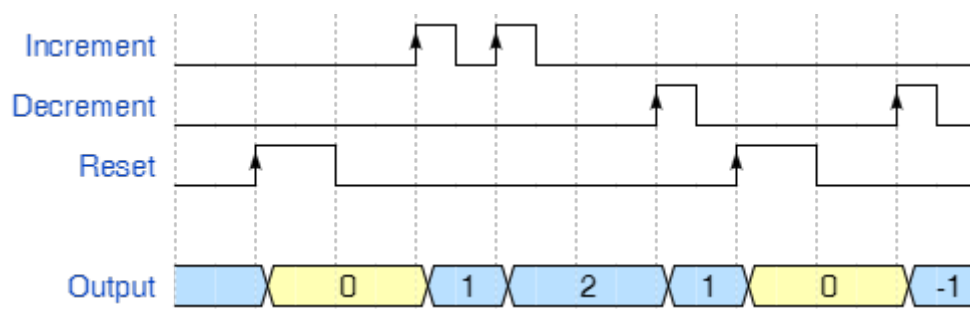 Increment
Decrement
Reset
Output 0 1 2 1 0 -1